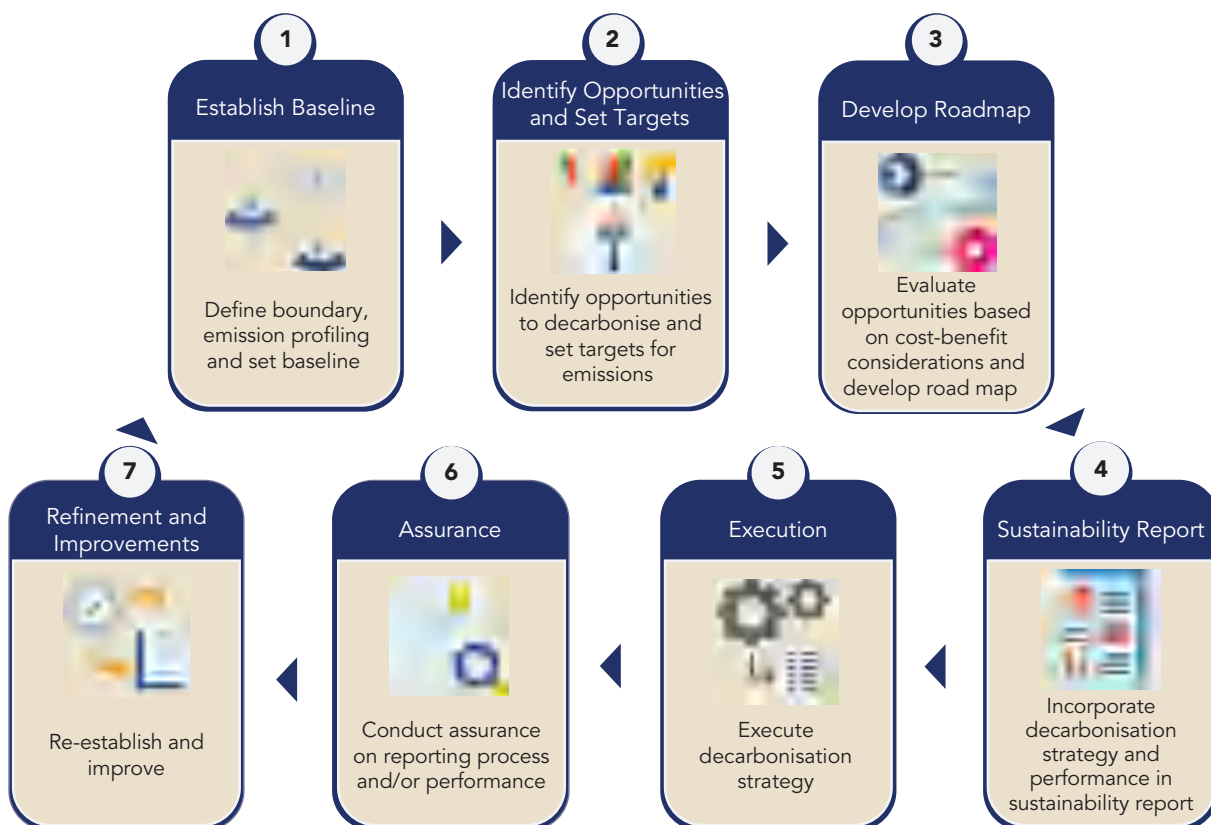 1
Establish Baseline
Define boundary,
emission profiling
and set baseline
2
Identify Opportunities
and Set Targets
Identify opportunities
to decarbonise and
set targets for
emissions
3
Develop Roadmap
Evaluate
opportunities based
on cost-benefit
considerations and
develop road map
4
Sustainability Report
Incorporate
decarbonisation
strategy and
performance in
sustainability report
5
Execution
Execute
decarbonisation
strategy
6
Assurance
Conduct assurance
on reporting process
and/or performance
7
Refinement and
Improvements
Re-establish and
improve